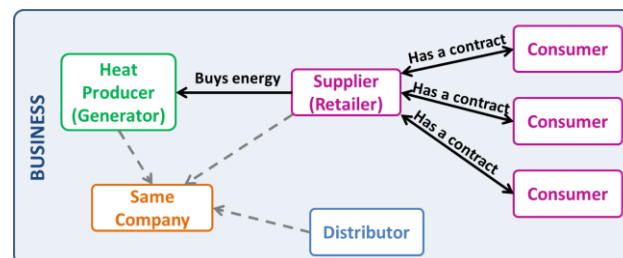 BUSINESS
Heat
Producer
(Generator)
Buys energy
Supplier
(Retailer)
Has a contract
Consumer
Has a contract
Consumer
Has a contract
Consumer
Same
Company
Distributor